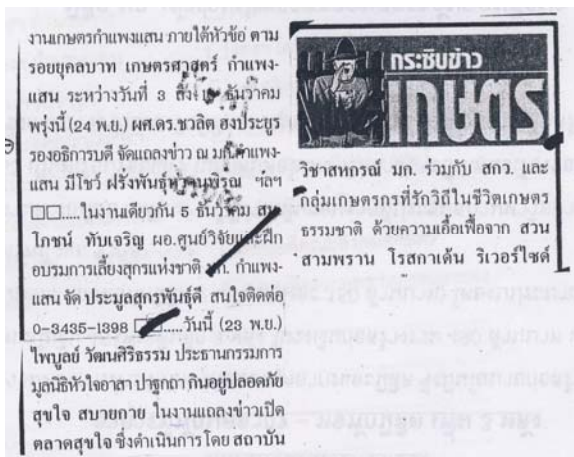 กระซิบข่าว
เกษตร
งานเกษตรกำแพงแสน ภายใต้หัวข้อ ตาม
รอยยุคลบาท เกษตรศาสตร์ กำแพง-
แสน ระหว่างวันที่ 3 ถึง ธันวาคม
พรุ่งนี้ (24 พ.ย.) ผศ.ดร.ชวลิต ฮงประยูร
รองอธิการบดี จัดแถลงข่าว ณ มก.กำแพง-
แสน มีโชว์ ฝรั่งพันธุ์หวานพิรุณ ฯลฯ
□□....ในงานเดียวกัน 5 ธันวาคม สม
โภชน์ ทับเจริญ ผอ.ศูนย์วิจัยและฝึก
อบรมการเลี้ยงสุกรแห่งชาติ มก. กำแพง-
แสน จัด ประมูลสุกรพันธุ์ดี สนใจติดต่อ
0-3435-1398 □□.....วันนี้ (23 พ.ย.)
ไพบูลย์ วัฒนศิริธรรม ประธานกรรมการ
มูลนิธิหัวใจอาสา ปาฐกถา กินอยู่ปลอดภัย
สุขใจ สบายกาย ในงานแถลงข่าวเปิด
ตลาดสุขใจ ซึ่งดำเนินการโดย สถาบัน
วิชาสหกรณ์ มก. ร่วมกับ สกว. และ
กลุ่มเกษตรกรที่รักวิถีในชีวิตเกษตร
ธรรมชาติ ด้วยความเอื้อเฟื้อจาก สวน
สามพราน โรสกาเด้น ริเวอร์ไซด์